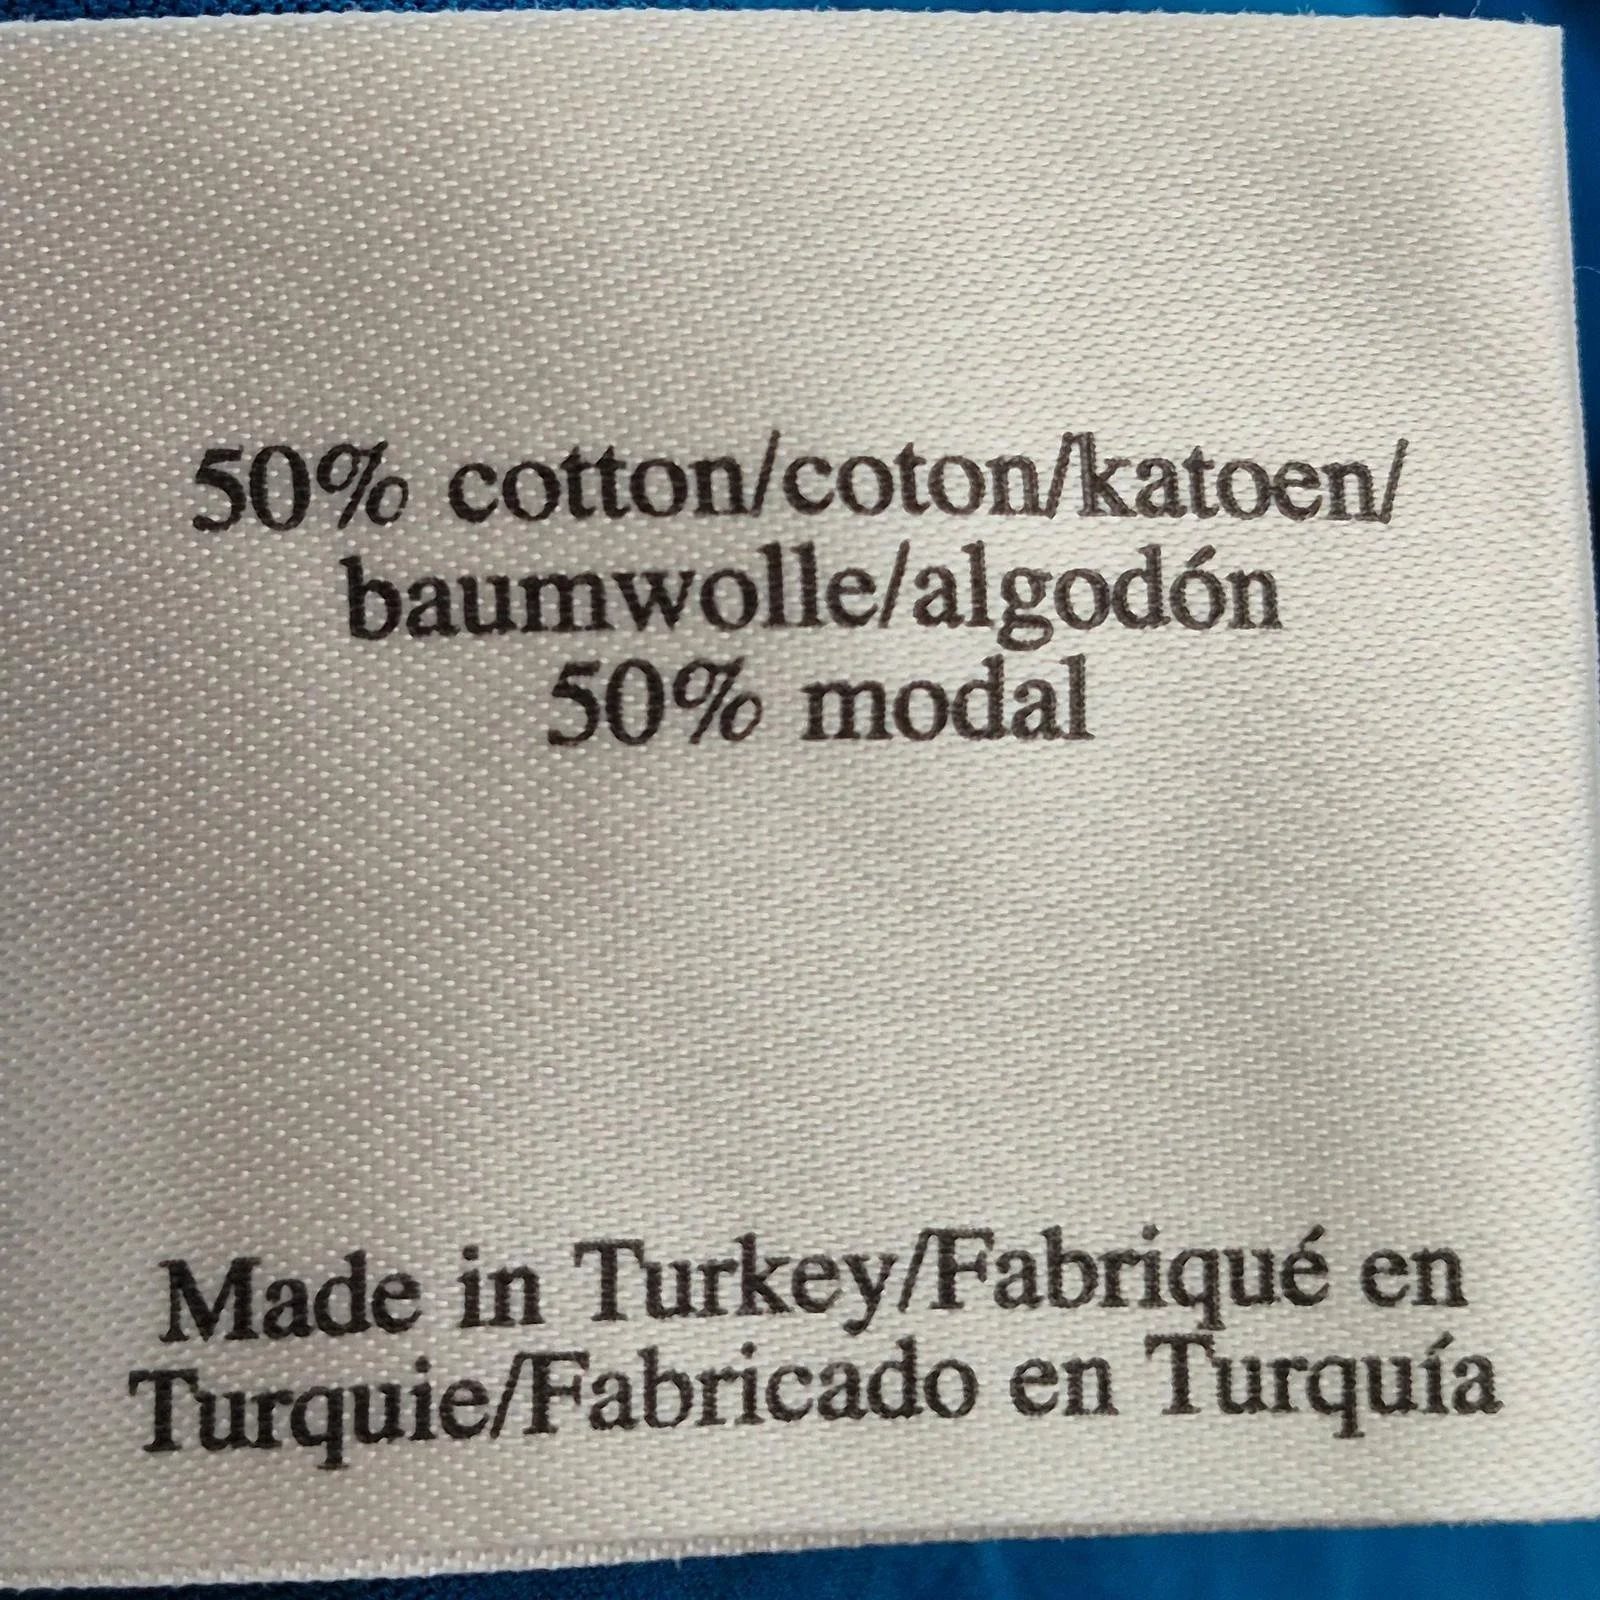 50% cotton/coton/katoen/
baumwolle/algodón
50% modal
Made in Turkey/Fabriqué en
Turquie/Fabricado en Turquía